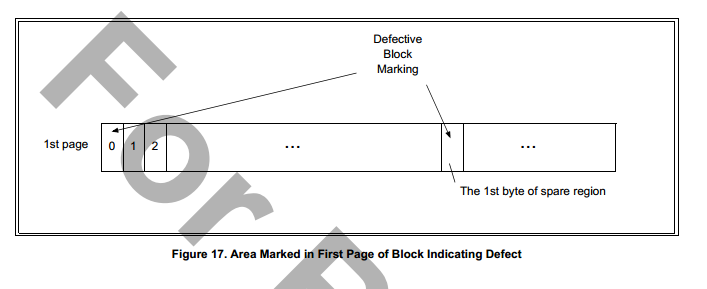 Defective
Block
Marking
1st page
0 1 2 ... ...
The 1st byte of spare region
Figure 17. Area Marked in First Page of Block Indicating Defect
For